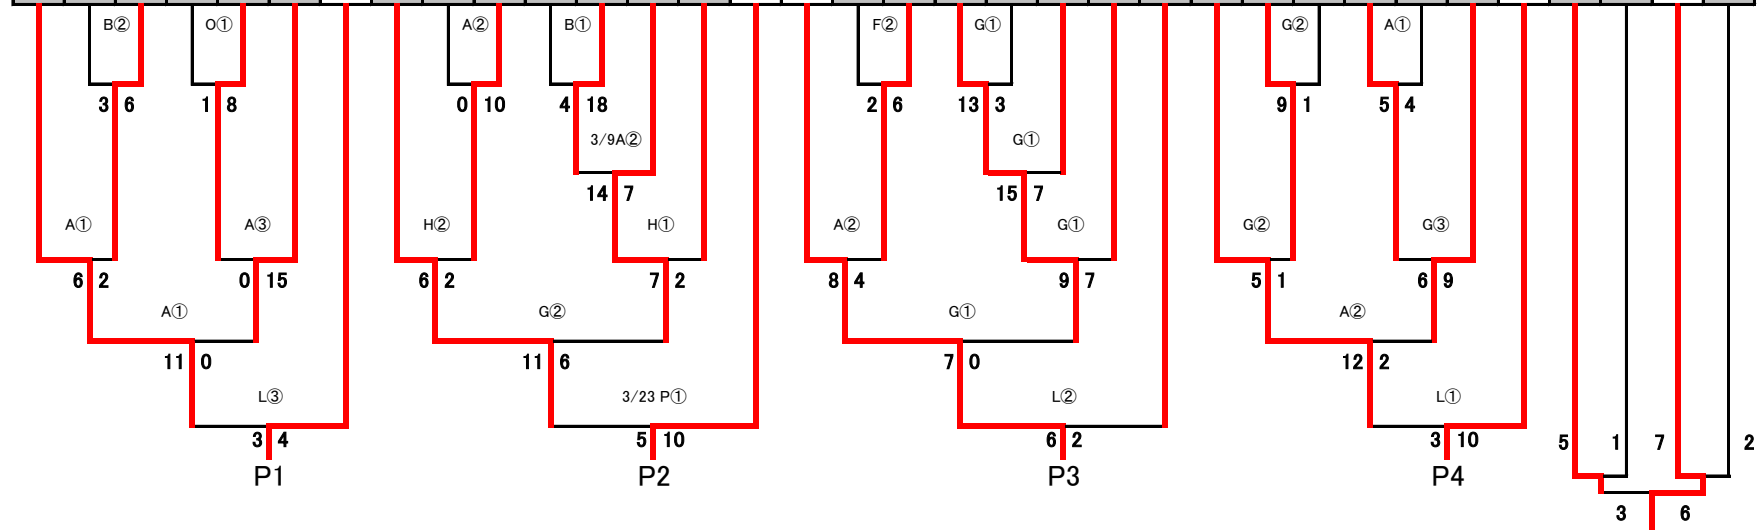 B② O① A② B① F② G① G② A①
3 6 1 8 0 10 4 18 2 6 13 3 9 1 5 4
3/9A② G①
14 7 15 7
A① A③ H② H① A② G① G② G③
6 2 0 15 6 2 7 2 8 4 9 7 5 1 6 9
A① G② G① A②
11 0 11 6 7 0 12 2
L③ 3/23 P① L② L①
3 4 5 10 6 2 3 10 5 1 7 2
P1 P2 P3 P4
3 6